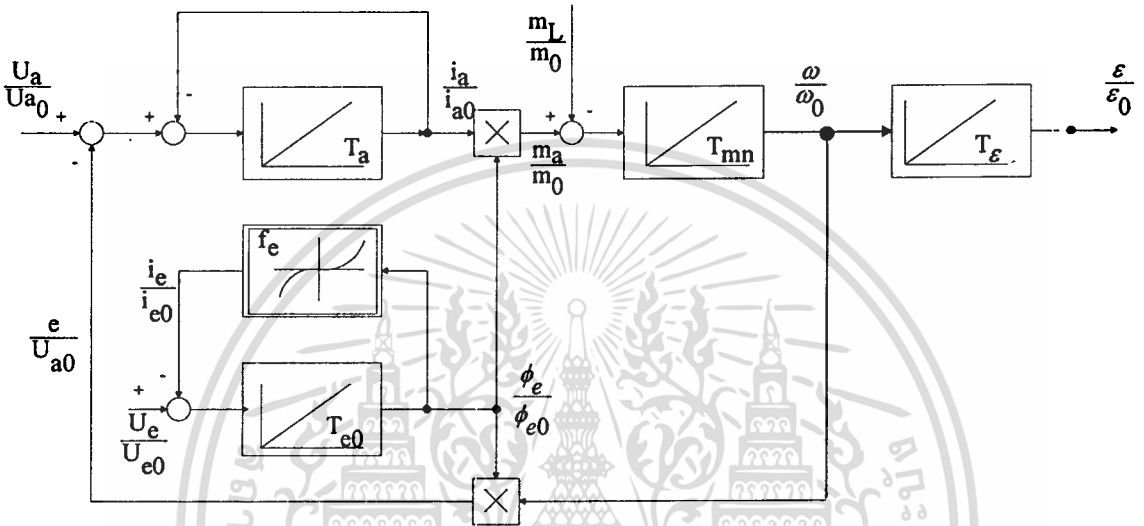 U_a/Ua_0
+
-
+
-
T_a
i_a/i_a0
×
m_L/m_0
+
-
m_a/m_0
T_mn
ω/ω_0
T_ε
ε/ε_0
f_e
i_e/i_e0
e/U_a0
-
+
U_e/U_e0
T_e0
ϕ_e/ϕ_e0
×